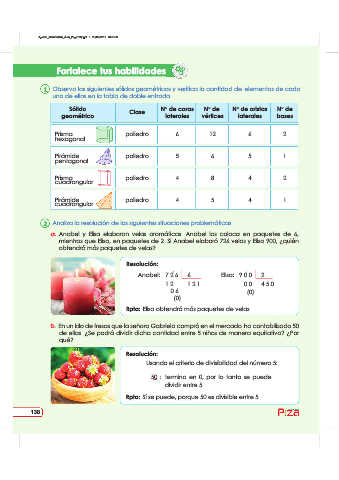 Fortalece tus habilidades
1 Observa los siguientes sólidos geométricos y verifica la cantidad de elementos de cada
uno de ellos en la tabla de doble entrada.
Sólido geométrico Clase N° de caras laterales N° de vértices N° de aristas laterales N° de bases
Prisma hexagonal poliedro 6 12 6 2
Pirámide pentagonal poliedro 5 6 5 1
Prisma cuadrangular poliedro 4 8 4 2
Pirámide cuadrangular poliedro 4 5 4 1
2 Analiza la resolución de las siguientes situaciones problemáticas
a. Anabel y Elsa elaboran velas aromáticas. Anabel las coloca en paquetes de 6,
mientras que Elsa, en paquetes de 2. Si Anabel elaboró 726 velas y Elsa 900, ¿quién
obtendrá más paquetes de velas?
Resolución:
Anabel: 7 2 6 6 Elsa: 9 0 0 2
1 2 1 2 1 0 0 4 5 0
0 6 (0)
(0)
Rpta: Elsa obtendrá más paquetes de velas
b. En un kilo de fresas que la señora Gabriela compró en el mercado ha contabilizado 50
de ellas. ¿Se podrá dividir dicha cantidad entre 5 niños de manera equitativa? ¿Por
qué?
Resolución:
Usando el criterio de divisibilidad del número 5:
50 : termina en 0, por lo tanto se puede
dividir entre 5
Rpta: Sí se puede, porque 50 es divisible entre 5
138